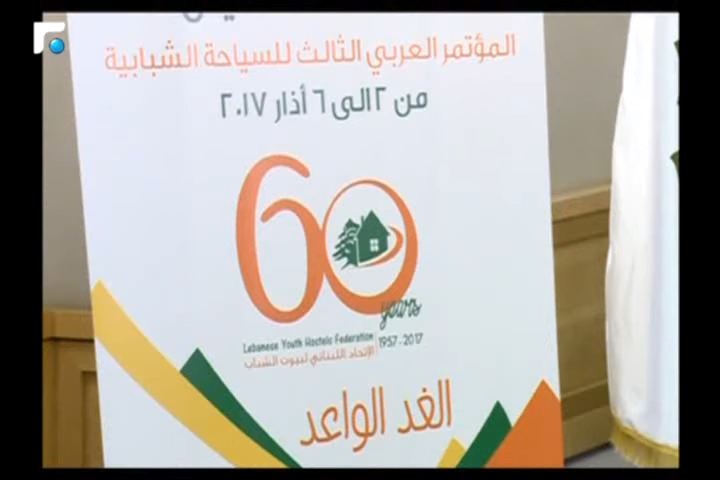 المؤتمر العربي الثالث للسياحة الشبابية
من ٢ الى ٦ أذار ٢٠١٧
60
years
Lebanese Youth Hostels Federation
1957-2017
الإتحاد اللبناني لبيوت الشباب
الغد الواعد